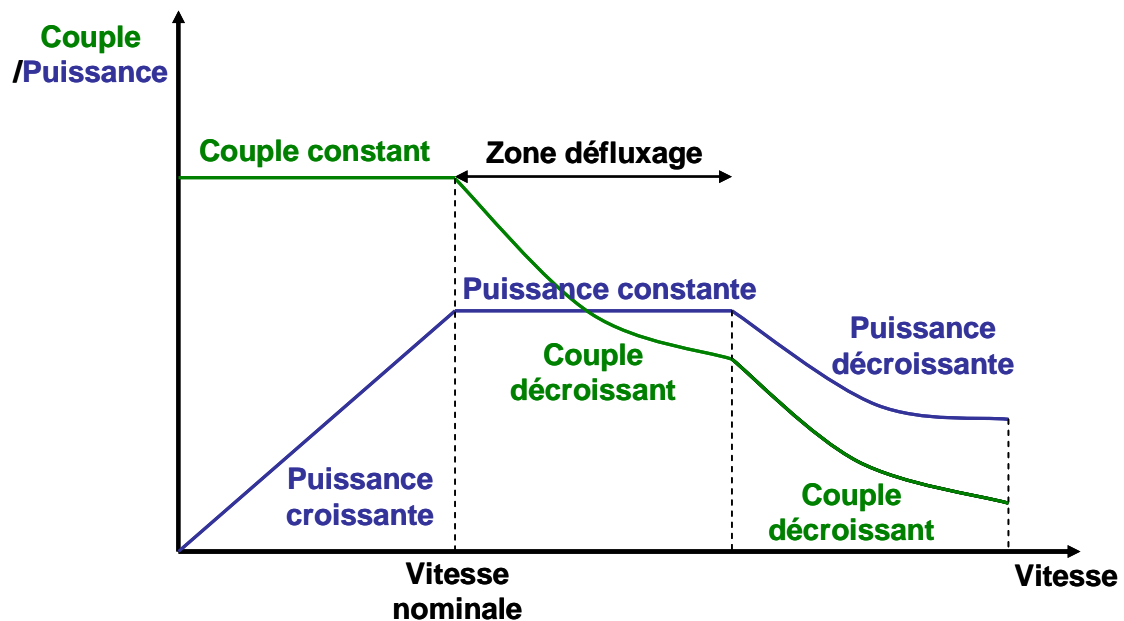 Couple
/Puissance
Couple constant
Zone défluxage
Puissance constante
Puissance
décroissante
Couple
décroissant
Puissance
croissante
Couple
décroissant
Vitesse
nominale
Vitesse